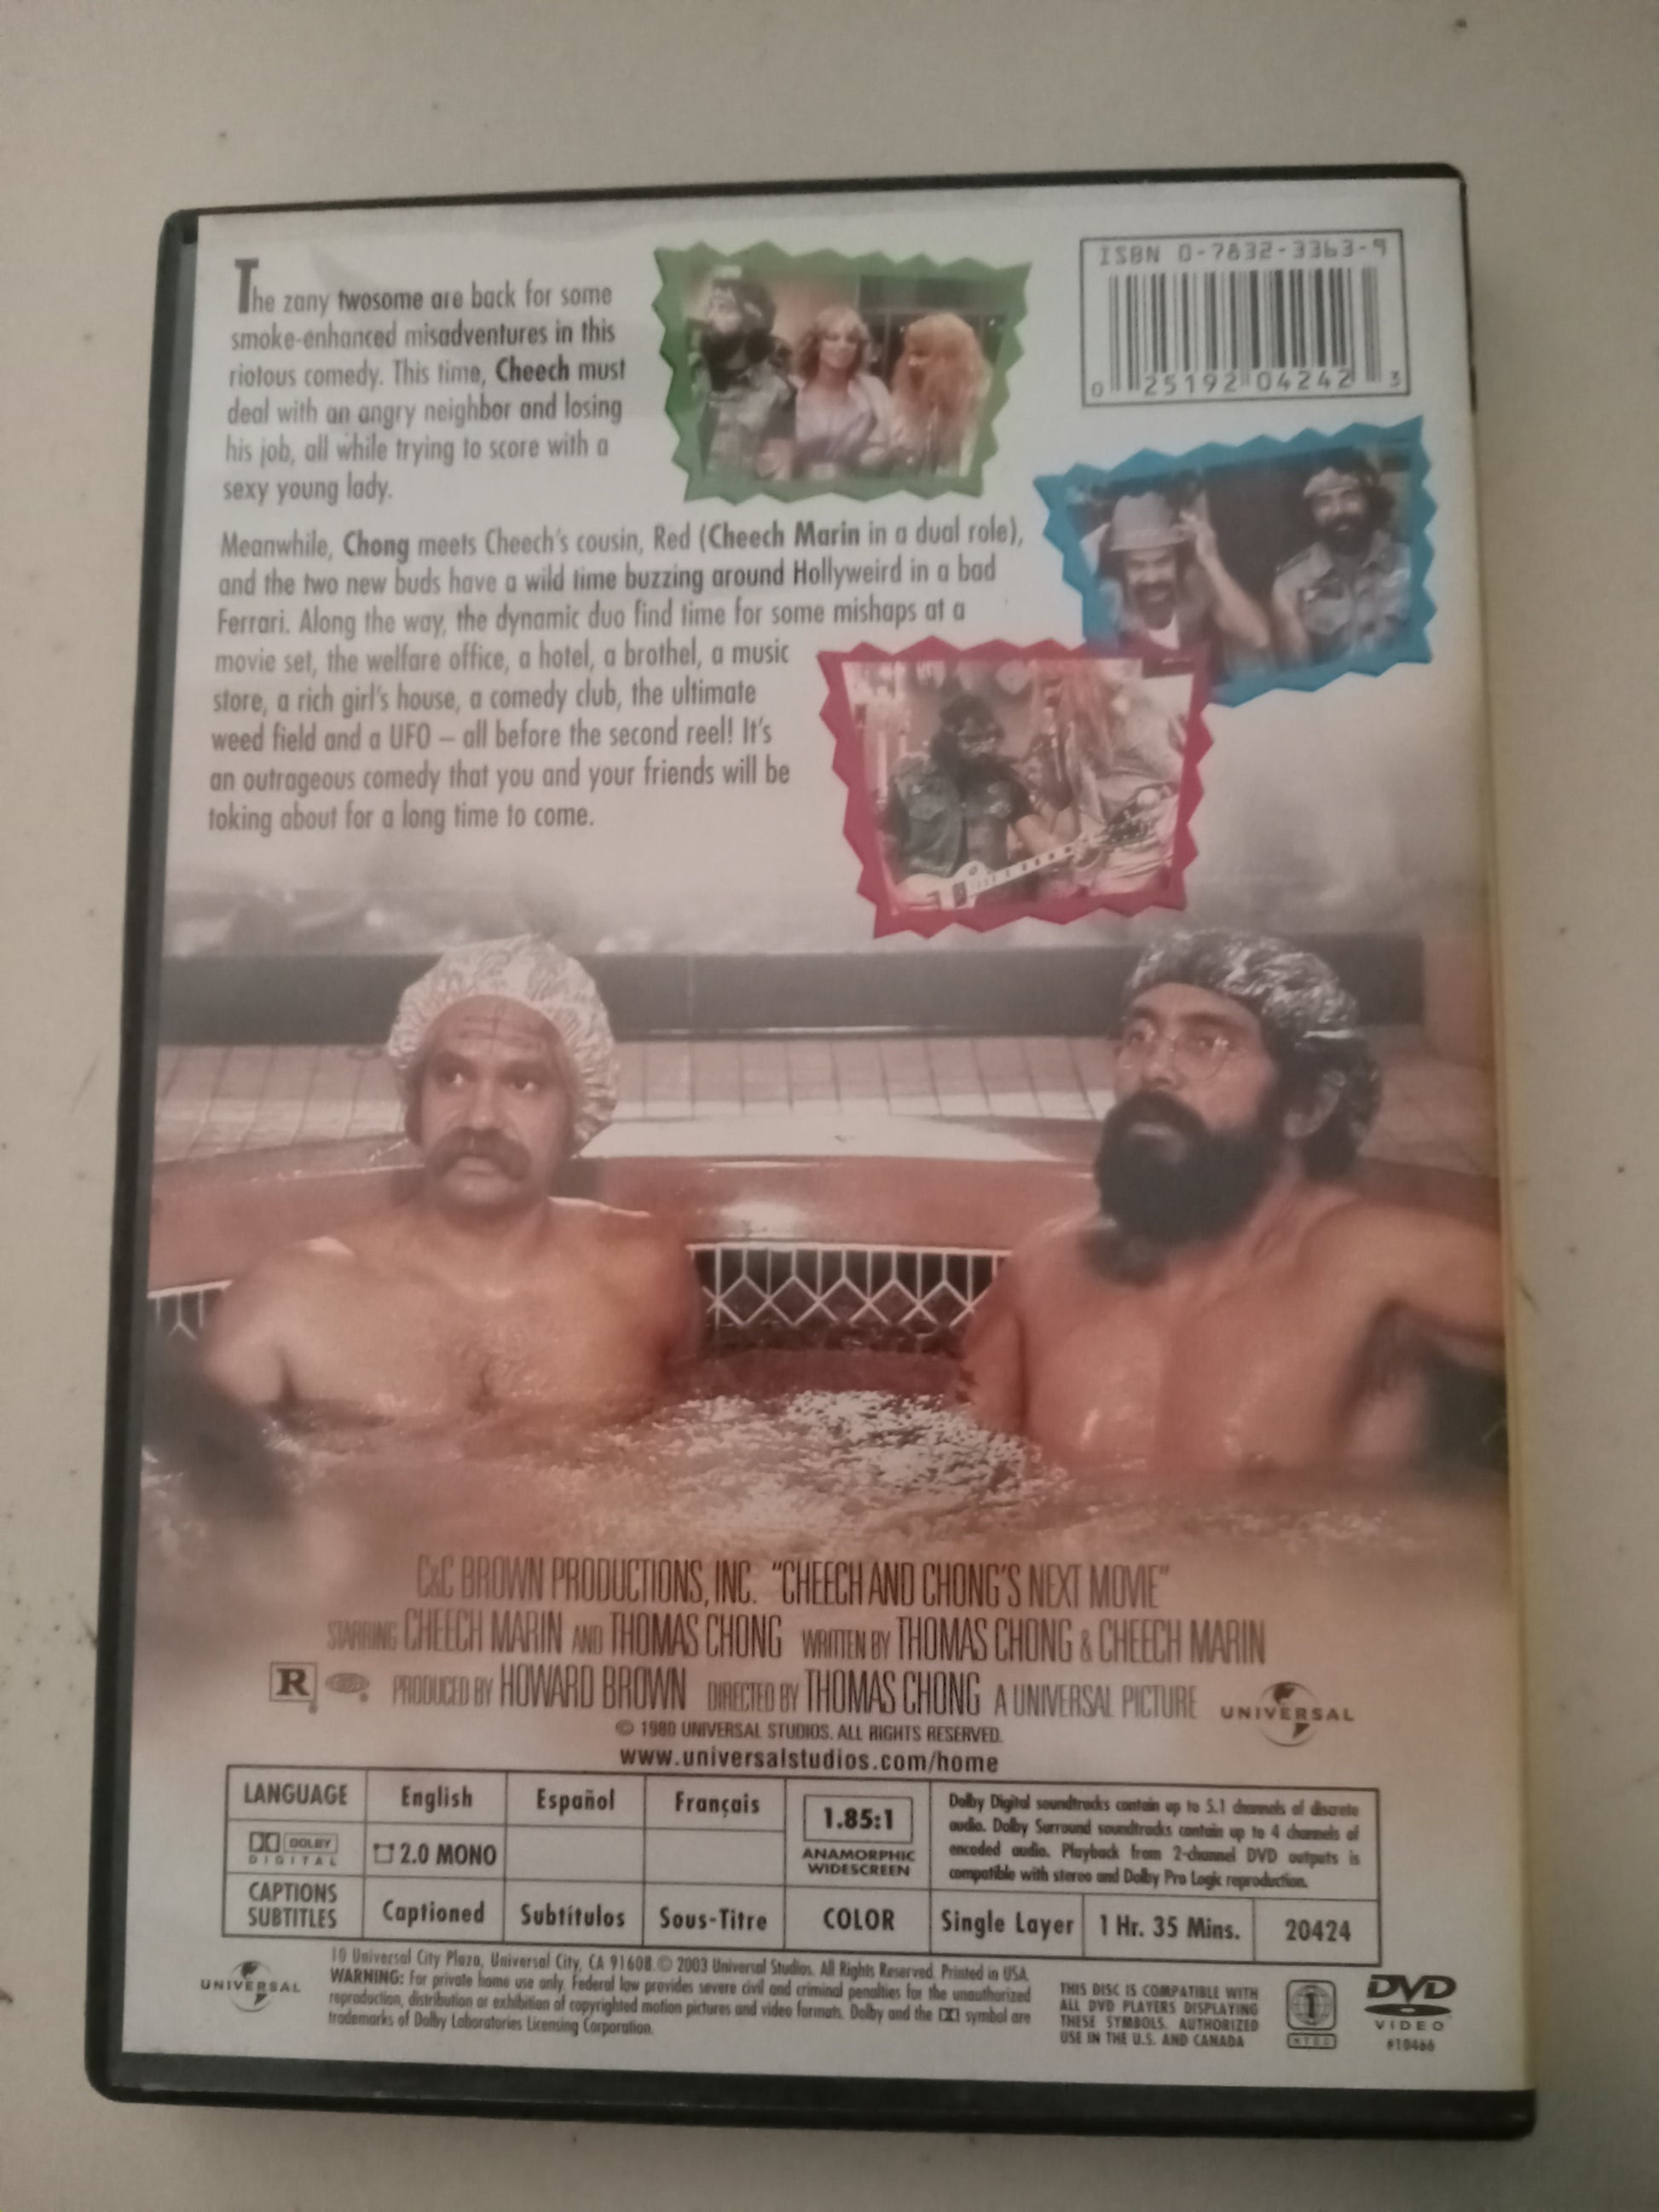 The zany twosome are back for some
smoke-enhanced misadventures in this
riotous comedy. This time, Cheech must
deal with an angry neighbor and losing
his job, all while trying to score with a
sexy young lady.
Meanwhile, Chong meets Cheech's cousin, Red (Cheech Marin in a dual role),
and the two new buds have a wild time buzzing around Hollyweird in a bad
Ferrari. Along the way, the dynamic duo find time for some mishaps at a
movie set, the welfare office, a hotel, a brothel, a music
store, a rich girl's house, a comedy club, the ultimate
weed field and a UFO – all before the second reel! It's
an outrageous comedy that you and your friends will be
toking about for a long time to come.
ISBN 0-7832-3363-9
0 25192 04242 3
C&C BROWN PRODUCTIONS, INC. "CHEECH AND CHONG'S NEXT MOVIE"
STARRING CHEECH MARIN AND THOMAS CHONG WRITTEN BY THOMAS CHONG & CHEECH MARIN
R PRODUCED BY HOWARD BROWN DIRECTED BY THOMAS CHONG A UNIVERSAL PICTURE UNIVERSAL
© 1980 UNIVERSAL STUDIOS. ALL RIGHTS RESERVED.
www.universalstudios.com/home
LANGUAGE English Español Français
DOLBY DIGITAL 2.0 MONO
CAPTIONS SUBTITLES Captioned Subtítulos Sous-Titre
1.85:1
ANAMORPHIC
WIDESCREEN
COLOR
Dolby Digital soundtracks contain up to 5.1 channels of discrete
audio. Dolby Surround soundtracks contain up to 4 channels of
encoded audio. Playback from 2-channel DVD outputs is
compatible with stereo and Dolby Pro Logic reproduction.
Single Layer 1 Hr. 35 Mins. 20424
UNIVERSAL
10 Universal City Plaza, Universal City, CA 91608. © 2003 Universal Studios. All Rights Reserved. Printed in USA.
WARNING: For private home use only. Federal law provides severe civil and criminal penalties for the unauthorized
reproduction, distribution or exhibition of copyrighted motion pictures and video formats. Dolby and the symbol are
trademarks of Dolby Laboratories Licensing Corporation.
THIS DISC IS COMPATIBLE WITH
ALL DVD PLAYERS DISPLAYING
THESE SYMBOLS. AUTHORIZED
USE IN THE U.S. AND CANADA
1
NTSC
DVD
VIDEO
#10466